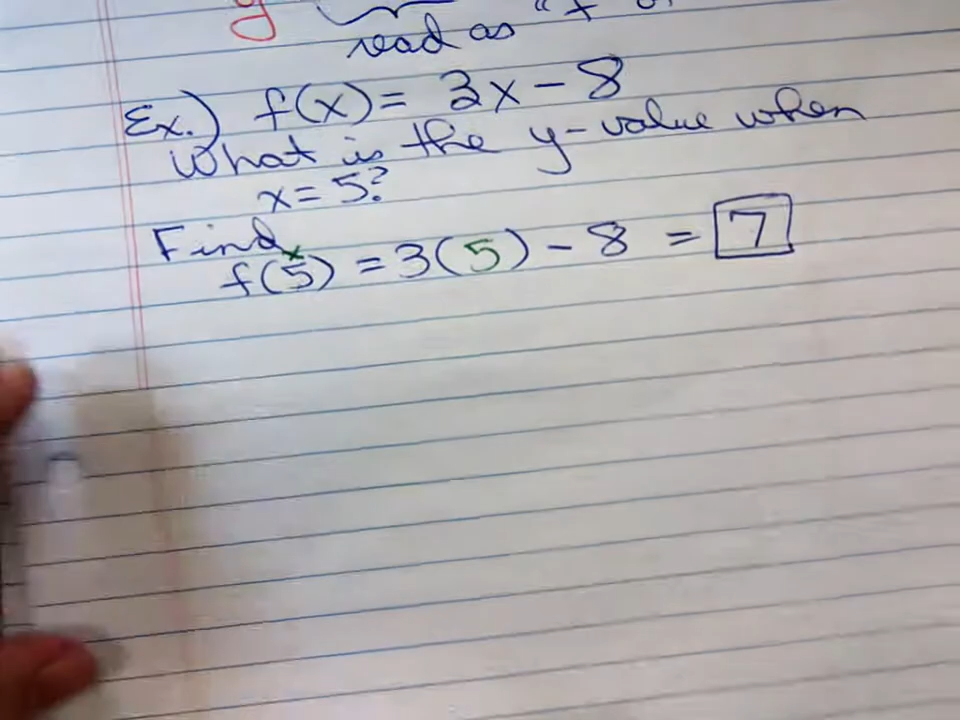 y
read as "f
Ex.) f(x) = 3x - 8
What is the y-value when
x = 5?
Find
f(5) = 3(5) - 8 = 7